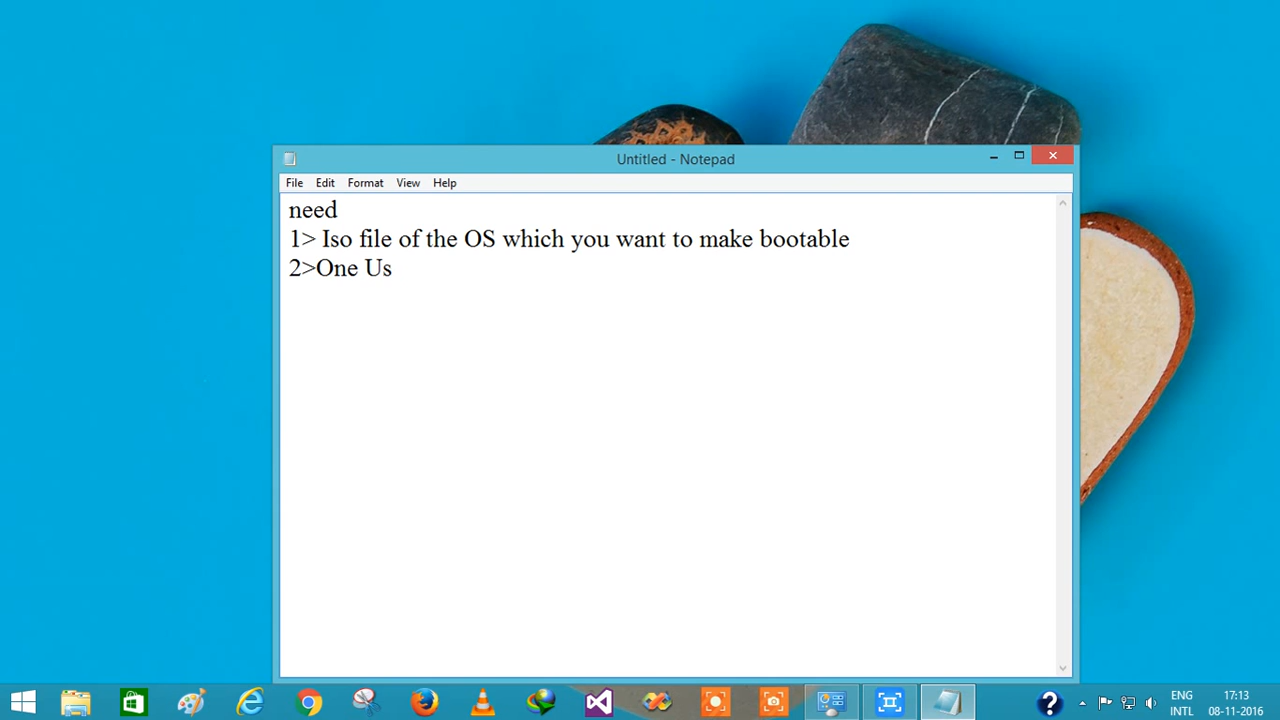 Untitled - Notepad
File Edit Format View Help
need
1> Iso file of the OS which you want to make bootable
2>One Us
ENG 17:13
INTL 08-11-2016